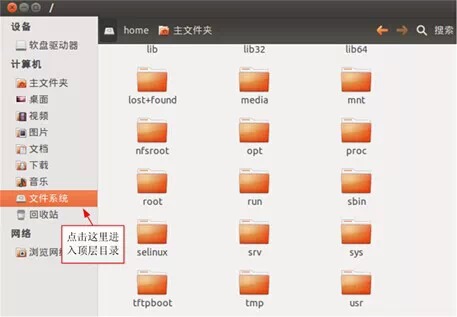 /
设备
软盘驱动器
计算机
主文件夹
桌面
视频
图片
文档
下载
音乐
文件系统
回收站
网络
浏览网络
点击这里进
入顶层目录
home 主文件夹 搜索
lib lib32 lib64
lost+found media mnt
nfsroot opt proc
root run sbin
selinux srv sys
tftpboot tmp usr